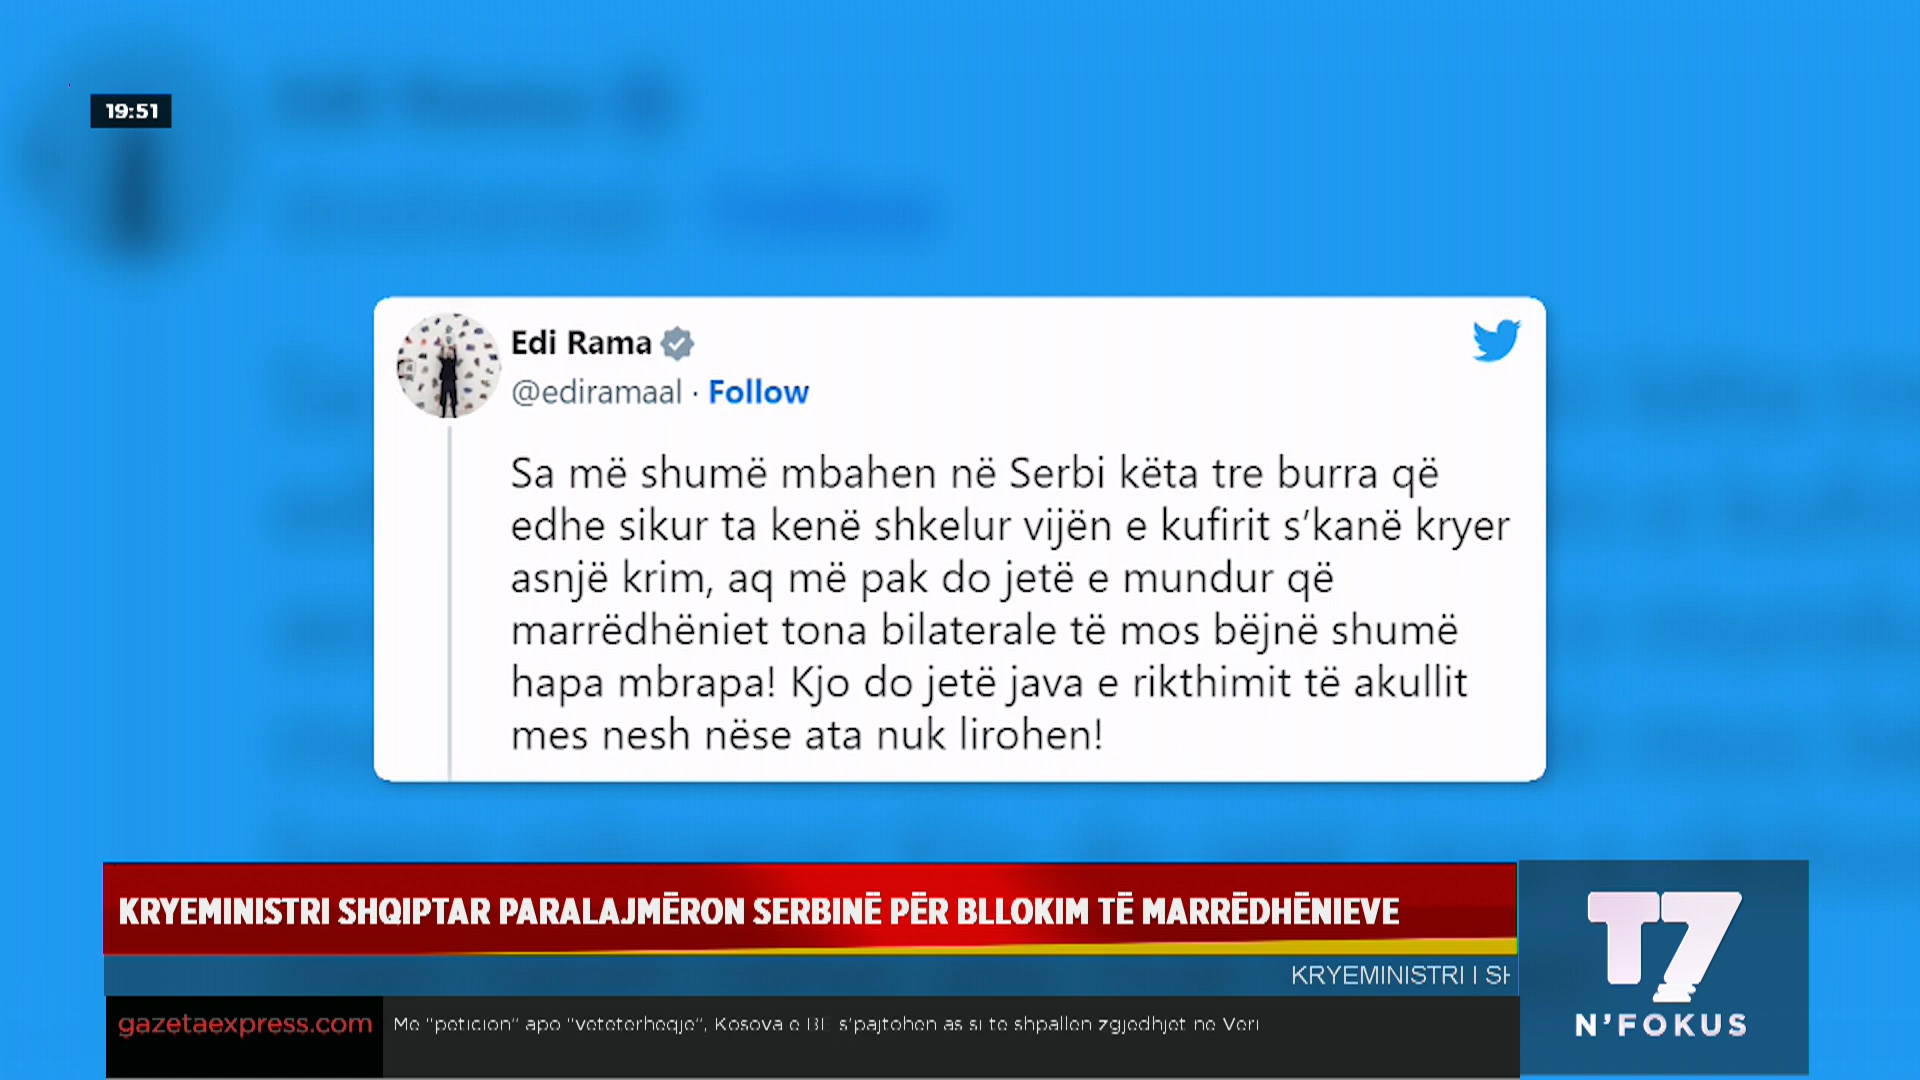 19:51
Edi Rama
@ediramaal · Follow
Sa më shumë mbahen në Serbi këta tre burra që
edhe sikur ta kenë shkelur vijën e kufirit s’kanë kryer
asnjë krim, aq më pak do jetë e mundur që
marrëdhëniet tona bilaterale të mos bëjnë shumë
hapa mbrapa! Kjo do jetë java e rikthimit të akullit
mes nesh nëse ata nuk lirohen!
KRYEMINISTRI SHQIPTAR PARALAJMËRON SERBINË PËR BLLOKIM TË MARRËDHËNIEVE
KRYEMINISTRI I SH
gazetaexpress.com Me "peticion" apo "vetëtërheqje", Kosova e BE s'pajtohen as si të shpallen zgjedhjet në Veri
T7
N’FOKUS